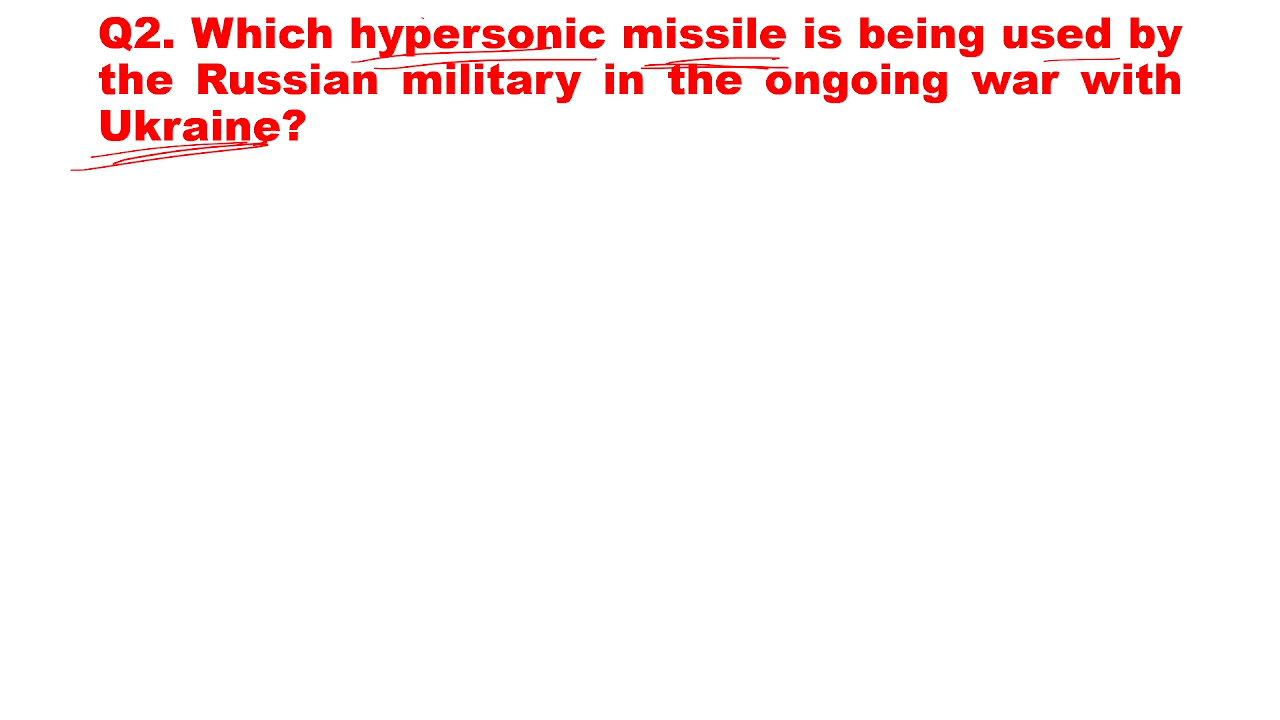 Q2. Which hypersonic missile is being used by
the Russian military in the ongoing war with
Ukraine?